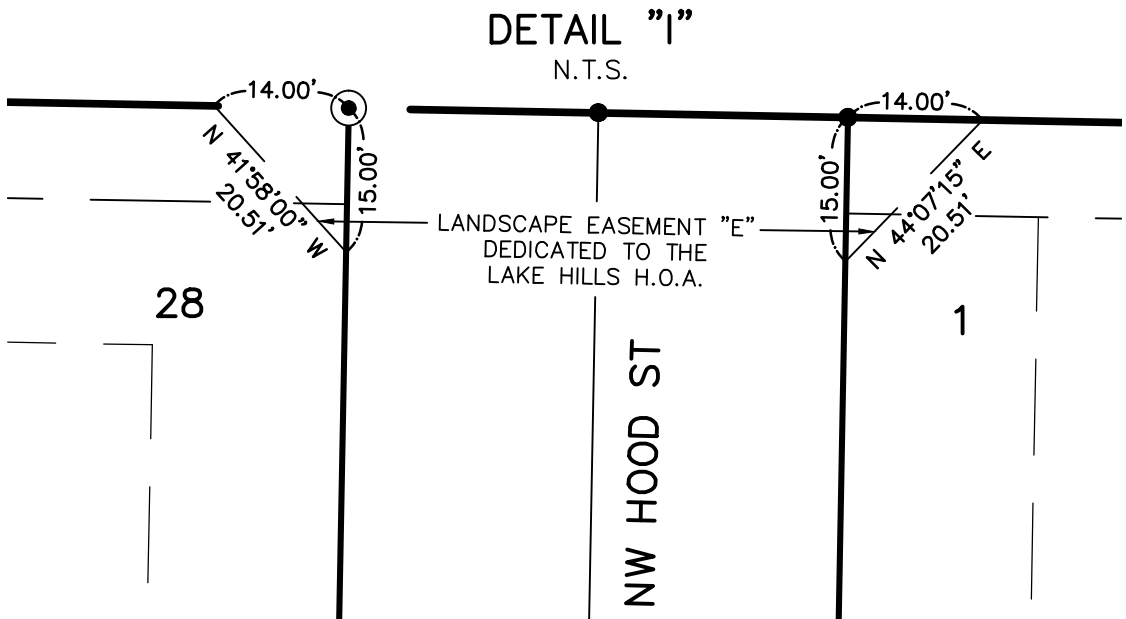 DETAIL "I"
N.T.S.
14.00'
14.00'
15.00'
15.00'
N 41°58'00" W
20.51'
N 44°07'15" E
20.51'
LANDSCAPE EASEMENT "E"
DEDICATED TO THE
LAKE HILLS H.O.A.
28
1
NW HOOD ST